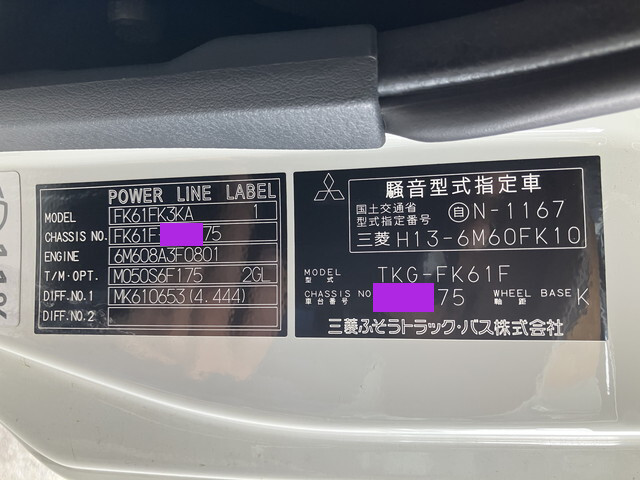 POWER LINE LABEL
MODEL FK61FK3KA 1
CHASSIS NO. FK61F 75
ENGINE 6M608A3F0801
T/M・OPT. M050S6F175 2GL
DIFF.NO.1 MK610653(4.444)
DIFF.NO.2
騒音型式指定車
国土交通省
型式指定番号 自N-1167
三菱 H13-6M60FK10
MODEL
型式 TKG-FK61F
CHASSIS NO
車台番号 75
WHEEL BASE
軸距 K
三菱ふそうトラック・バス株式会社